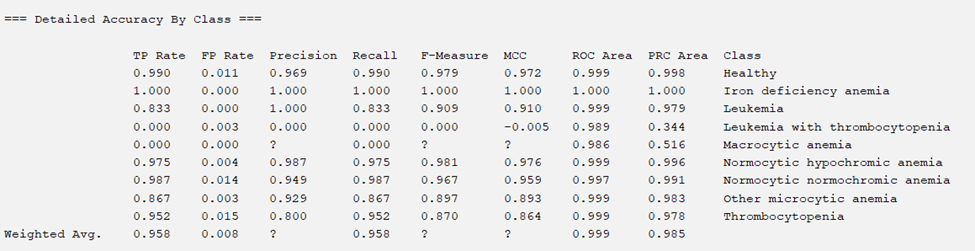 === Detailed Accuracy By Class ===
TP Rate FP Rate Precision Recall F-Measure MCC ROC Area PRC Area Class
0.990 0.011 0.969 0.990 0.979 0.972 0.999 0.998 Healthy
1.000 0.000 1.000 1.000 1.000 1.000 1.000 1.000 Iron deficiency anemia
0.833 0.000 1.000 0.833 0.909 0.910 0.999 0.979 Leukemia
0.000 0.003 0.000 0.000 0.000 -0.005 0.989 0.344 Leukemia with thrombocytopenia
0.000 0.000 ? 0.000 ? ? 0.986 0.516 Macrocytic anemia
0.975 0.004 0.987 0.975 0.981 0.976 0.999 0.996 Normocytic hypochromic anemia
0.987 0.014 0.949 0.987 0.967 0.959 0.997 0.991 Normocytic normochromic anemia
0.867 0.003 0.929 0.867 0.897 0.893 0.999 0.983 Other microcytic anemia
0.952 0.015 0.800 0.952 0.870 0.864 0.999 0.978 Thrombocytopenia
Weighted Avg. 0.958 0.008 ? 0.958 ? ? 0.999 0.985